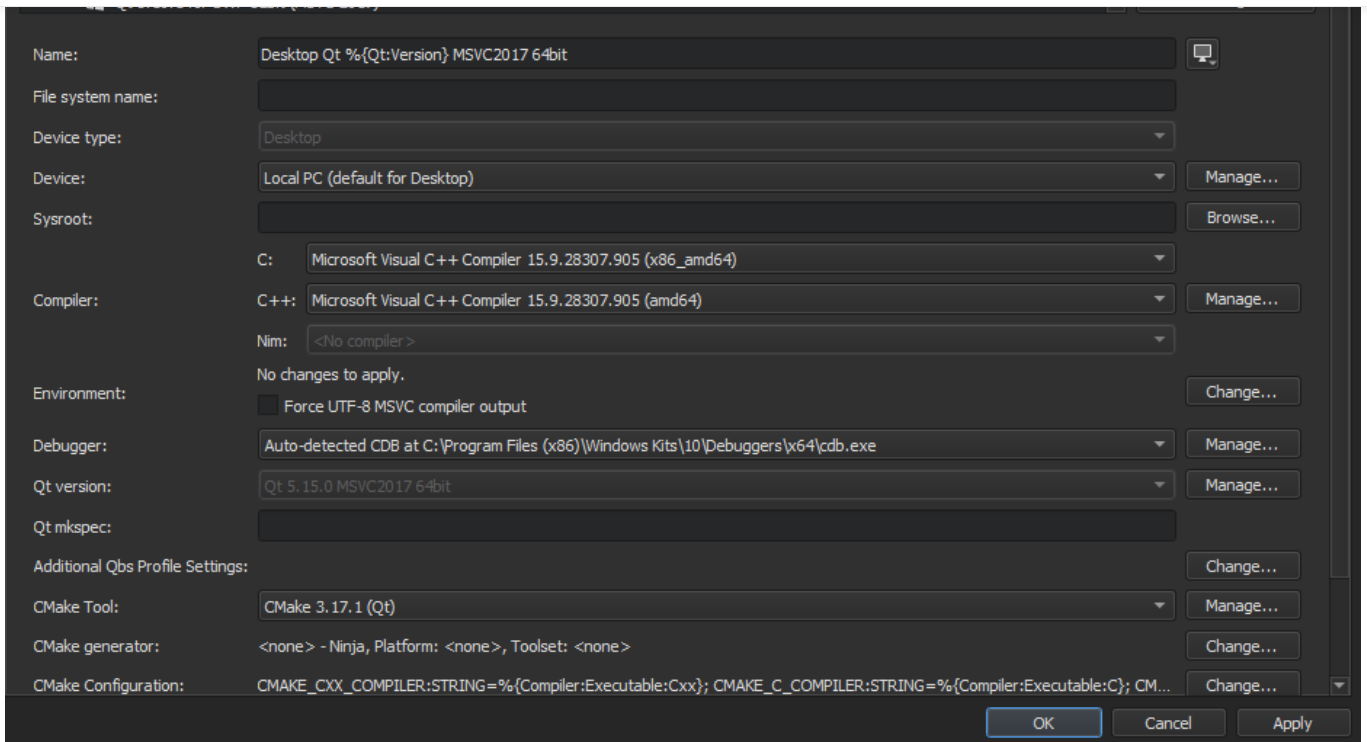 Name: Desktop Qt %{Qt:Version} MSVC2017 64bit
File system name:
Device type: Desktop
Device: Local PC (default for Desktop) Manage...
Sysroot: Browse...
C: Microsoft Visual C++ Compiler 15.9.28307.905 (x86_amd64)
Compiler: C++: Microsoft Visual C++ Compiler 15.9.28307.905 (amd64) Manage...
Nim: <No compiler>
No changes to apply.
Environment: Change...
Force UTF-8 MSVC compiler output
Debugger: Auto-detected CDB at C:\Program Files (x86)\Windows Kits\10\Debuggers\x64\cdb.exe Manage...
Qt version: Qt 5.15.0 MSVC2017 64bit Manage...
Qt mkspec:
Additional Qbs Profile Settings: Change...
CMake Tool: CMake 3.17.1 (Qt) Manage...
CMake generator: <none> - Ninja, Platform: <none>, Toolset: <none> Change...
CMake Configuration: CMAKE_CXX_COMPILER:STRING=%{Compiler:Executable:Cxx}; CMAKE_C_COMPILER:STRING=%{Compiler:Executable:C}; CM... Change...
OK Cancel Apply